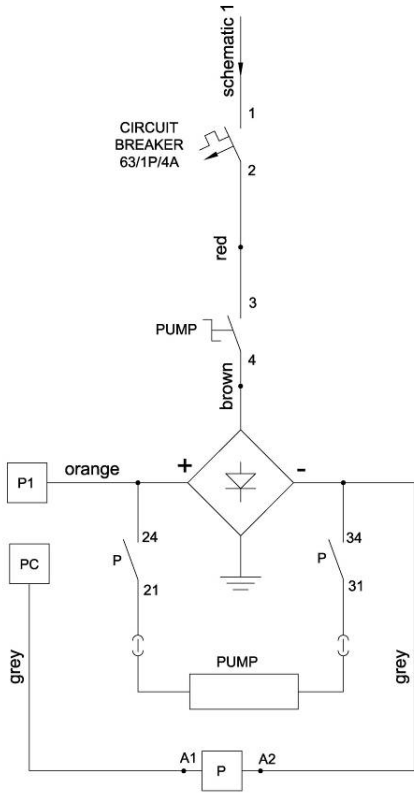 schematic 1
1
CIRCUIT
BREAKER
63/1P/4A
2
red
3
PUMP
4
brown
P1
orange
+
-
24
34
P
P
PC
21
31
PUMP
grey
grey
A1
P
A2